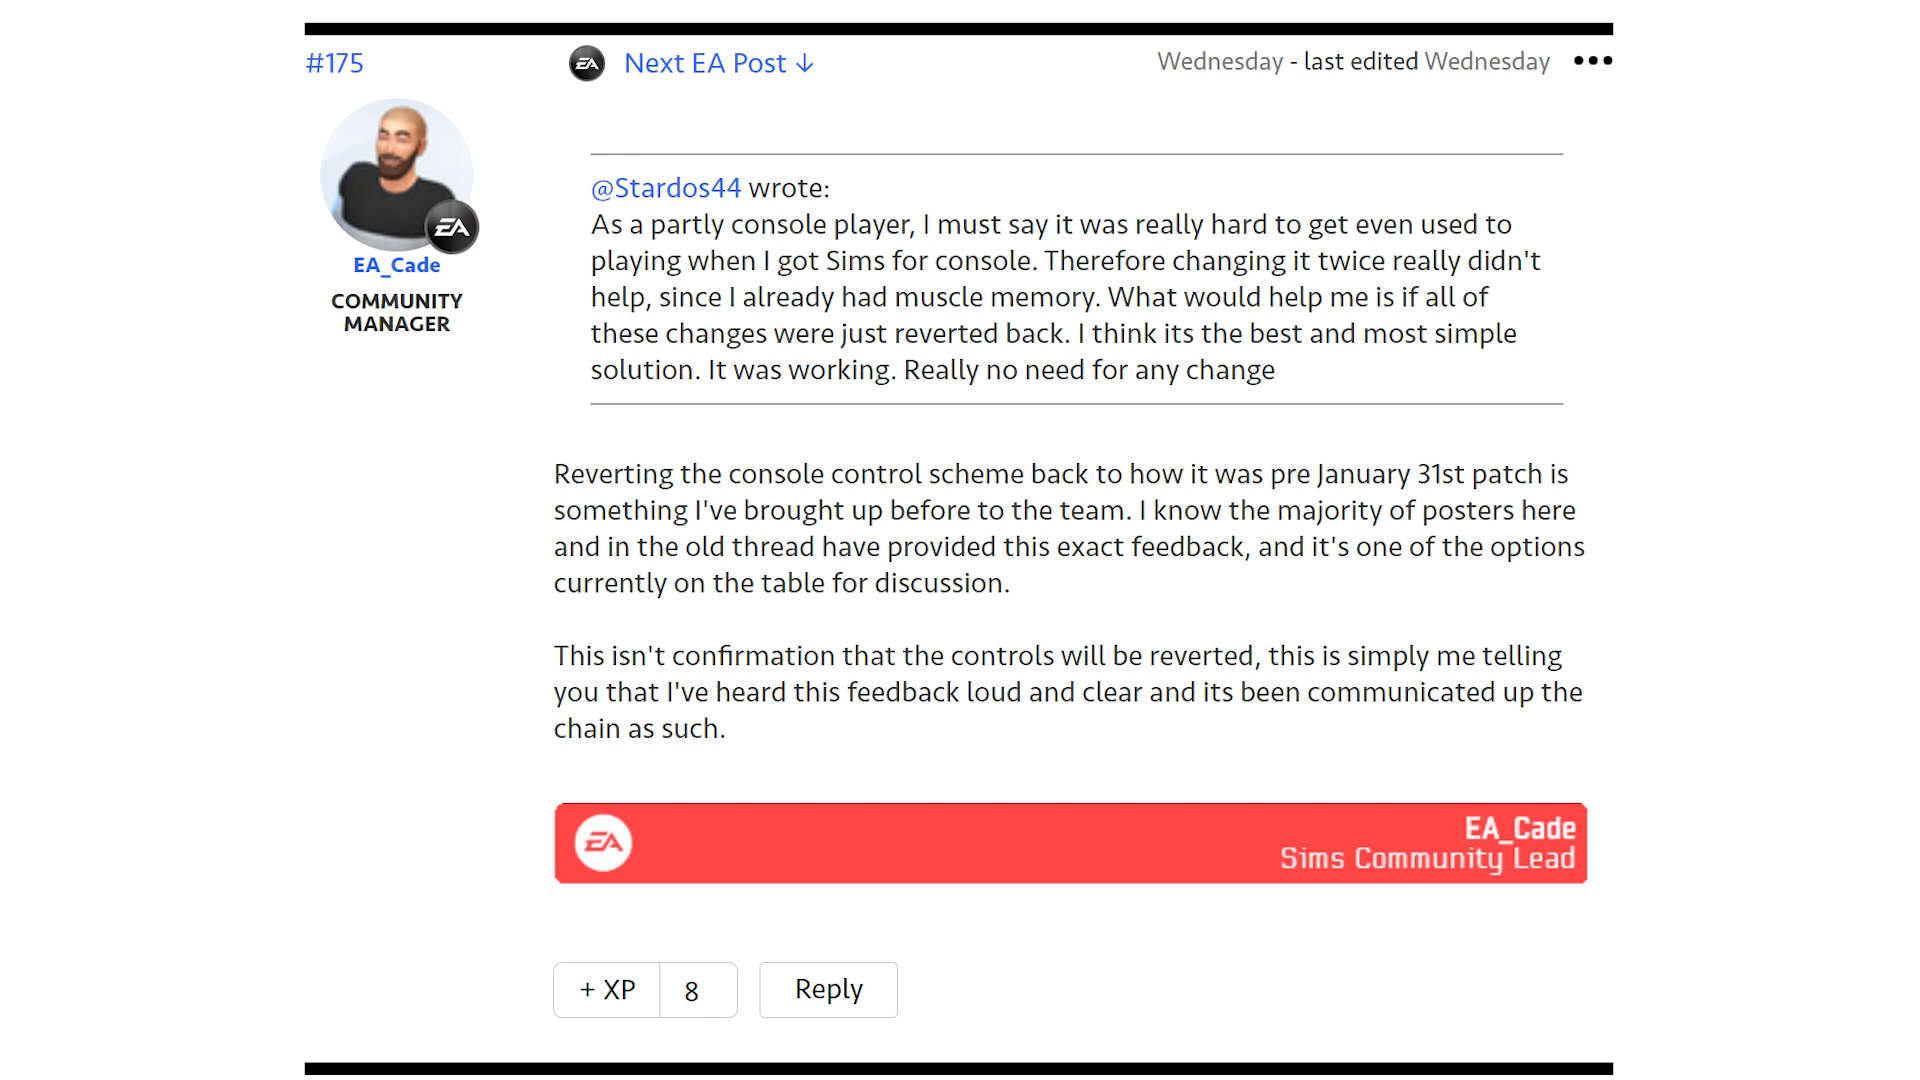 #175
EA Next EA Post ↓
Wednesday - last edited Wednesday •••
EA
EA_Cade
COMMUNITY
MANAGER
@Stardos44 wrote:
As a partly console player, I must say it was really hard to get even used to
playing when I got Sims for console. Therefore changing it twice really didn't
help, since I already had muscle memory. What would help me is if all of
these changes were just reverted back. I think its the best and most simple
solution. It was working. Really no need for any change
Reverting the console control scheme back to how it was pre January 31st patch is
something I've brought up before to the team. I know the majority of posters here
and in the old thread have provided this exact feedback, and it's one of the options
currently on the table for discussion.
This isn't confirmation that the controls will be reverted, this is simply me telling
you that I've heard this feedback loud and clear and its been communicated up the
chain as such.
EA
EA_Cade
Sims Community Lead
+ XP 8
Reply